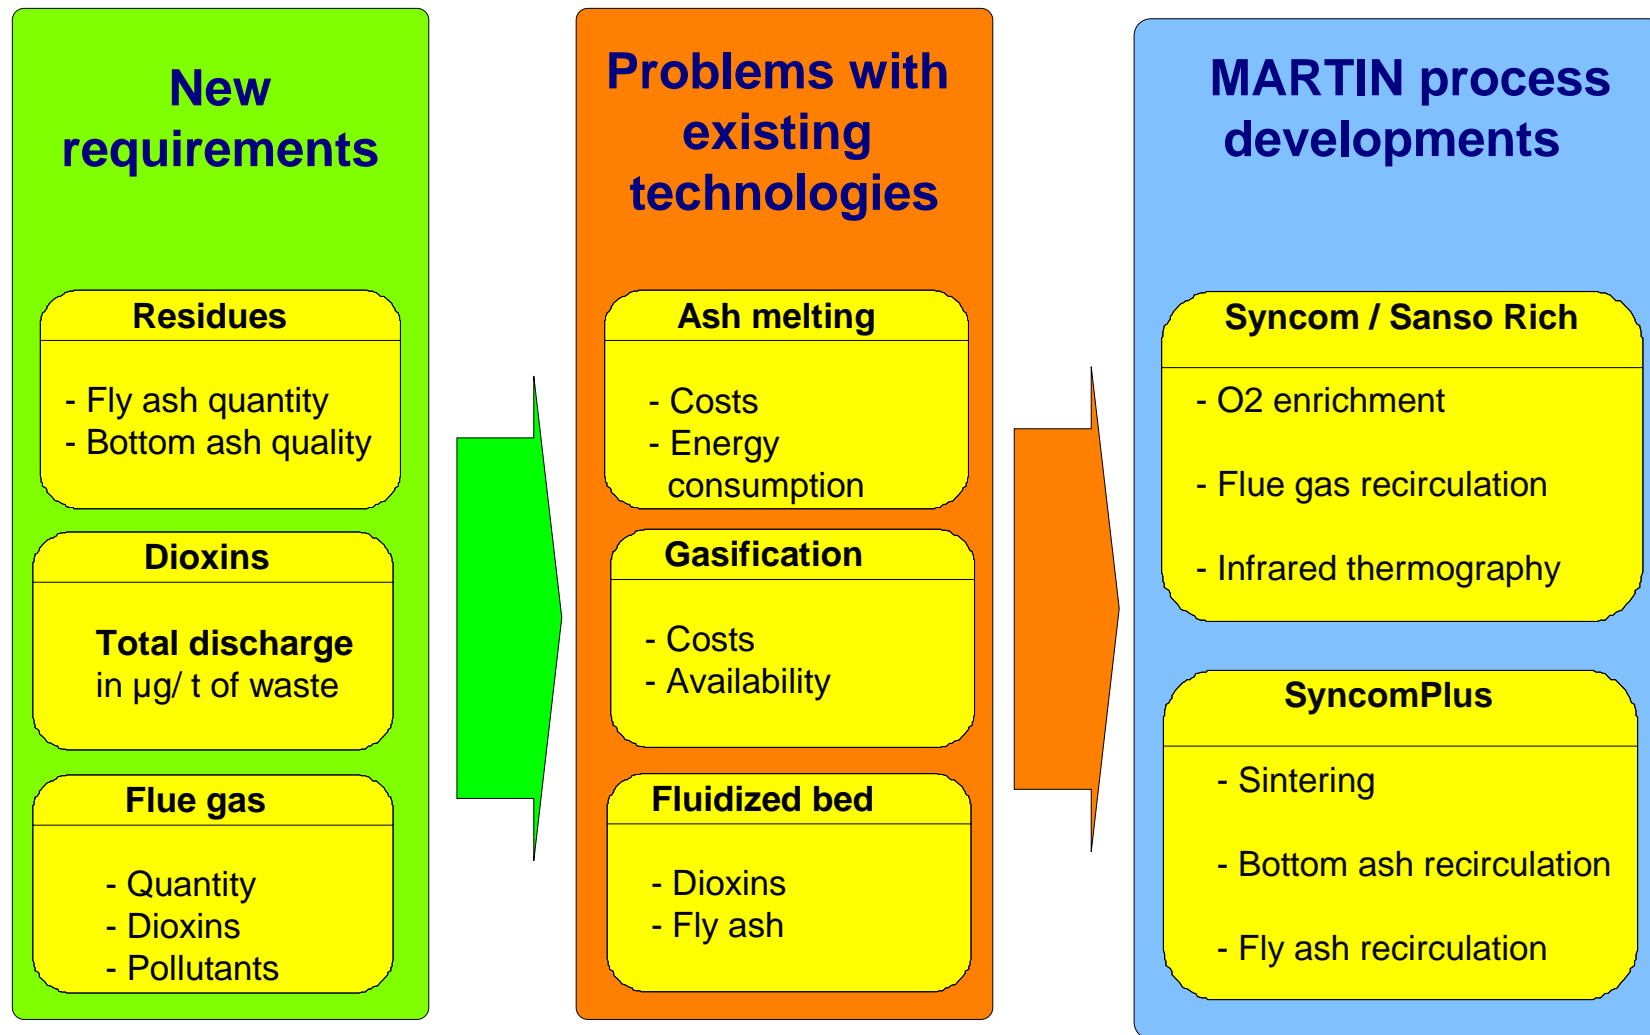 New
requirements
Residues
- Fly ash quantity
- Bottom ash quality
Dioxins
Total discharge
in µg/ t of waste
Flue gas
- Quantity
- Dioxins
- Pollutants
Problems with
existing
technologies
Ash melting
- Costs
- Energy
consumption
Gasification
- Costs
- Availability
Fluidized bed
- Dioxins
- Fly ash
MARTIN process
developments
Syncom / Sanso Rich
- O2 enrichment
- Flue gas recirculation
- Infrared thermography
SyncomPlus
- Sintering
- Bottom ash recirculation
- Fly ash recirculation